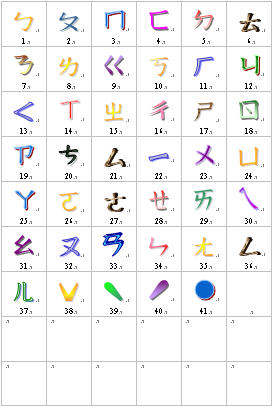 ㄅ ㄆ ㄇ ㄈ ㄉ ㄊ
1 2 3 4 5 6
ㄋ ㄌ ㄍ ㄎ ㄏ ㄐ
7 8 9 10 11 12
ㄑ ㄒ ㄓ ㄔ ㄕ ㄖ
13 14 15 16 17 18
ㄗ ㄘ ㄙ ㄧ ㄨ ㄩ
19 20 21 22 23 24
ㄚ ㄛ ㄜ ㄝ ㄞ ㄟ
25 26 27 28 29 30
ㄠ ㄡ ㄢ ㄣ ㄤ ㄥ
31 32 33 34 35 36
ㄦ ˇ ˋ ˊ ˙
37 38 39 40 41